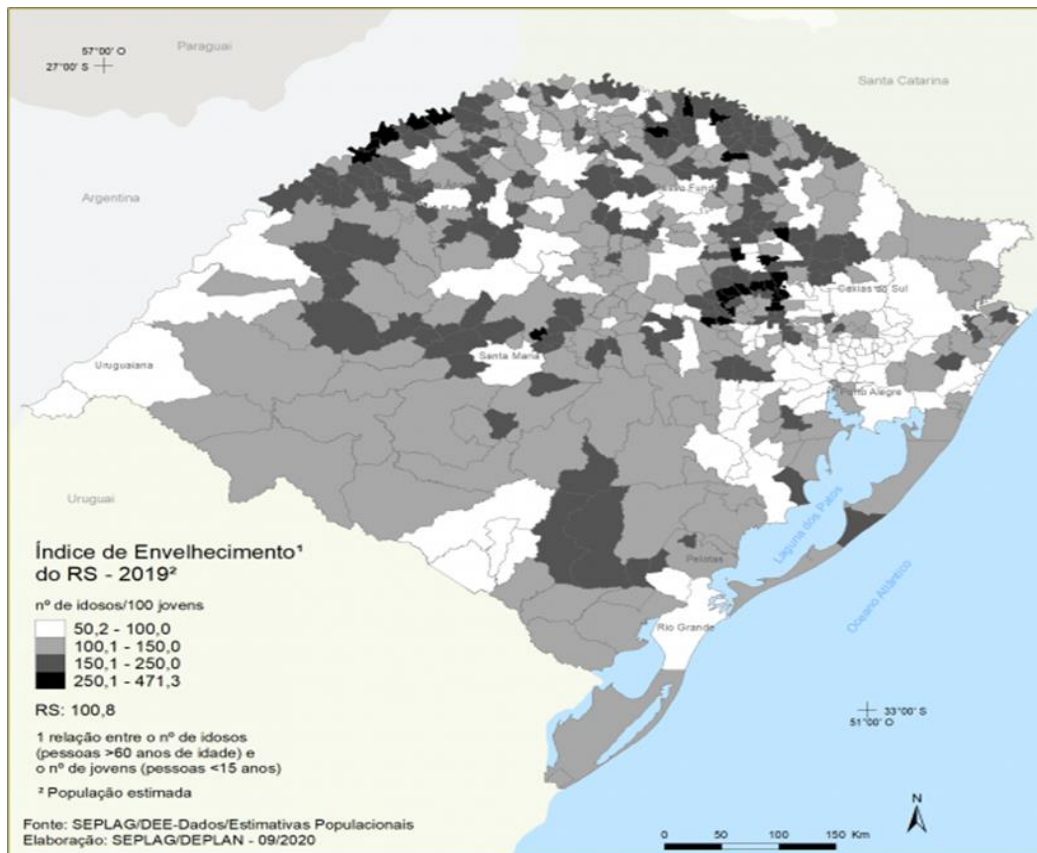 Paraguai
57°00' O
27°00' S
Santa Catarina
Argentina
Passo Fundo
Caxias do Sul
Uruguaiana
Santa Maria
Porto Alegre
Uruguai
Laguna dos Patos
Pelotas
Oceano Atlântico
Rio Grande
Índice de Envelhecimento¹
do RS - 2019²
nº de idosos/100 jovens
50,2 - 100,0
100,1 - 150,0
150,1 - 250,0
250,1 - 471,3
RS: 100,8
33°00' S
51°00' O
1 relação entre o nº de idosos
(pessoas >60 anos de idade) e
o nº de jovens (pessoas <15 anos)
² População estimada
N
Fonte: SEPLAG/DEE-Dados/Estimativas Populacionais
Elaboração: SEPLAG/DEPLAN - 09/2020
0 50 100 150 Km